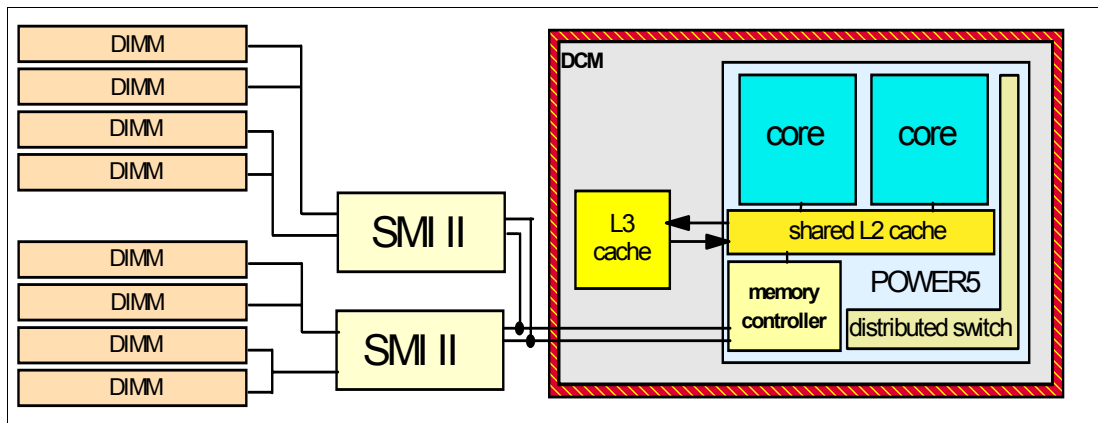 DIMM
DIMM
DIMM
DIMM
SMI II
DIMM
DIMM
DIMM
DIMM
SMI II
DCM
core
core
L3
cache
shared L2 cache
memory
controller
POWER5
distributed switch